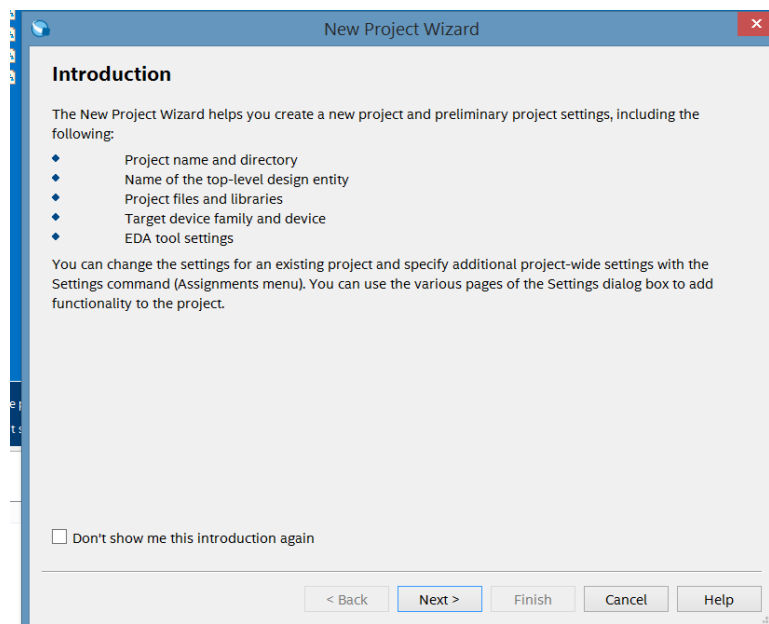 New Project Wizard
Introduction
The New Project Wizard helps you create a new project and preliminary project settings, including the
following:
Project name and directory
Name of the top-level design entity
Project files and libraries
Target device family and device
EDA tool settings
You can change the settings for an existing project and specify additional project-wide settings with the
Settings command (Assignments menu). You can use the various pages of the Settings dialog box to add
functionality to the project.
Don't show me this introduction again
< Back Next > Finish Cancel Help